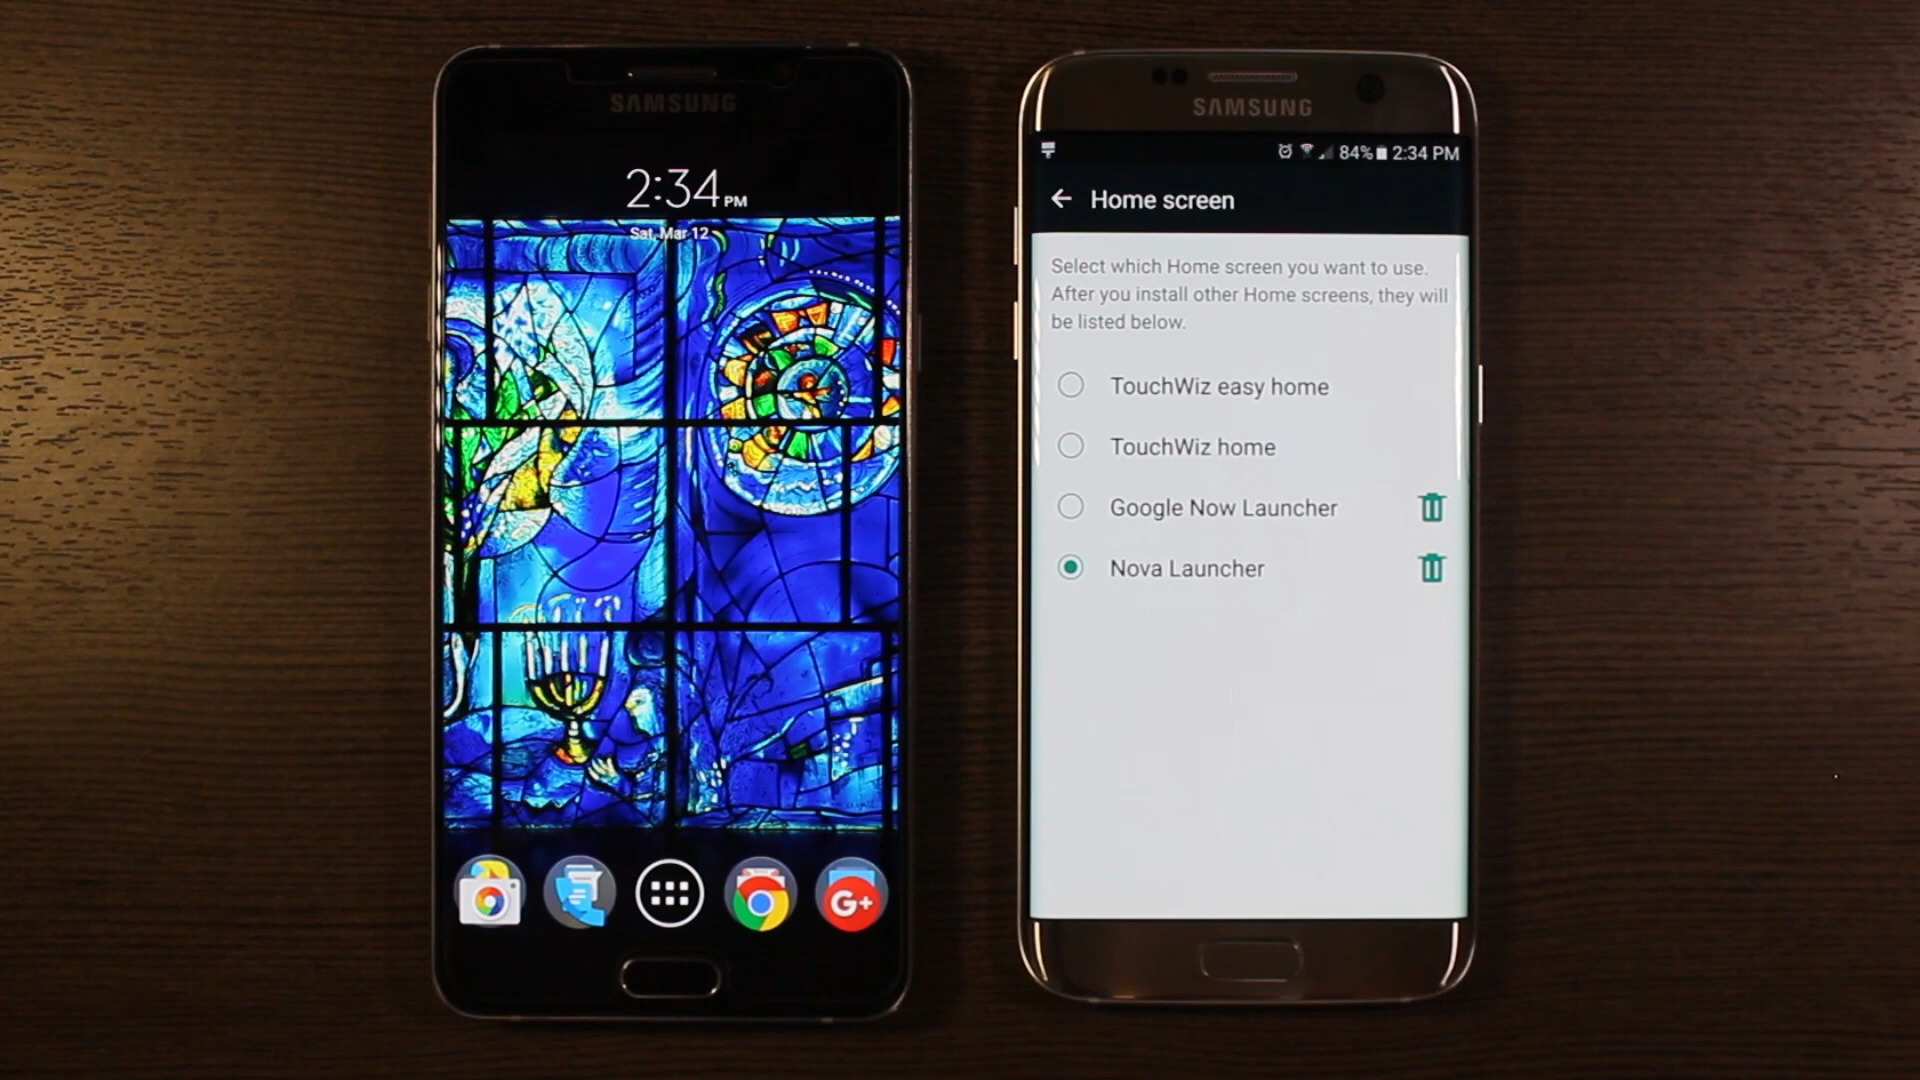 SAMSUNG
2:34 PM
Sat, Mar 12
G+
SAMSUNG
84% 2:34 PM
Home screen
Select which Home screen you want to use.
After you install other Home screens, they will
be listed below.
TouchWiz easy home
TouchWiz home
Google Now Launcher
Nova Launcher